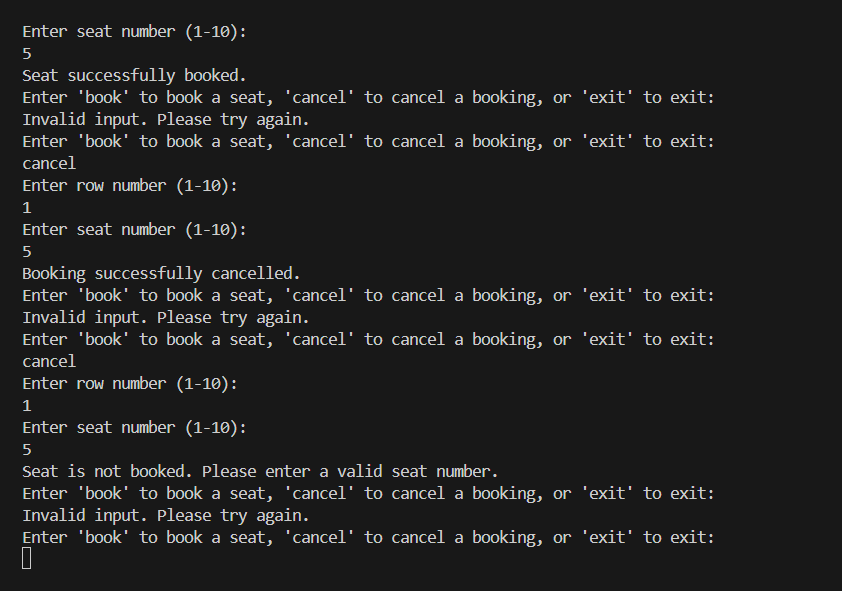 Enter seat number (1-10):
5
Seat successfully booked.
Enter 'book' to book a seat, 'cancel' to cancel a booking, or 'exit' to exit:
Invalid input. Please try again.
Enter 'book' to book a seat, 'cancel' to cancel a booking, or 'exit' to exit:
cancel
Enter row number (1-10):
1
Enter seat number (1-10):
5
Booking successfully cancelled.
Enter 'book' to book a seat, 'cancel' to cancel a booking, or 'exit' to exit:
Invalid input. Please try again.
Enter 'book' to book a seat, 'cancel' to cancel a booking, or 'exit' to exit:
cancel
Enter row number (1-10):
1
Enter seat number (1-10):
5
Seat is not booked. Please enter a valid seat number.
Enter 'book' to book a seat, 'cancel' to cancel a booking, or 'exit' to exit:
Invalid input. Please try again.
Enter 'book' to book a seat, 'cancel' to cancel a booking, or 'exit' to exit: